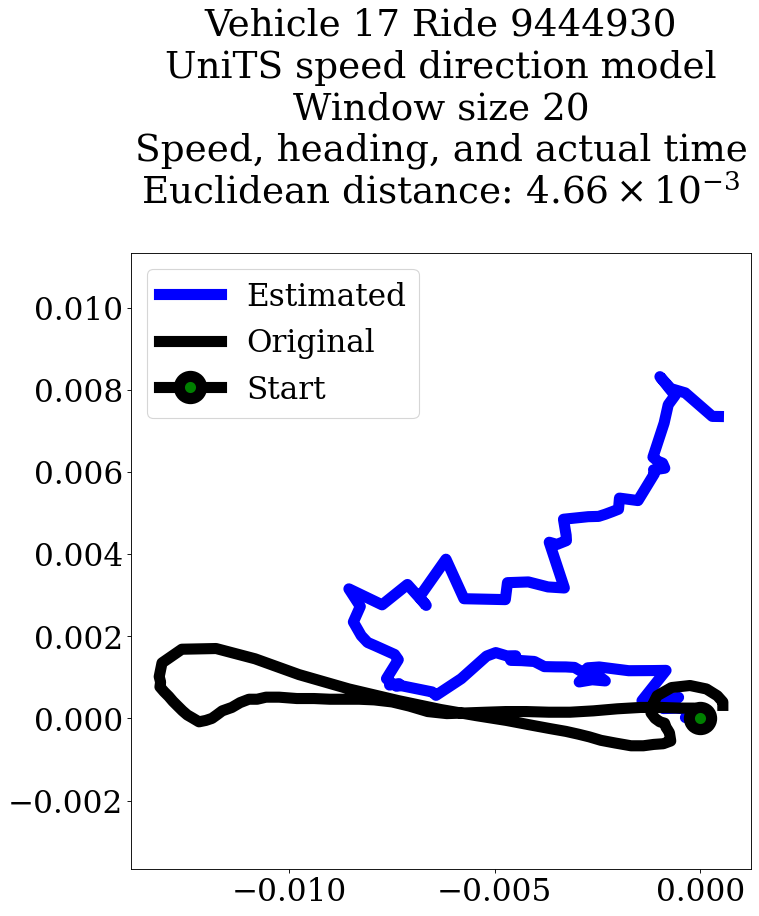 Vehicle 17 Ride 9444930
UniTS speed direction model
Window size 20
Speed, heading, and actual time
Euclidean distance: 4.66 × 10⁻³
Estimated
Original
Start
0.010
0.008
0.006
0.004
0.002
0.000
−0.002
−0.010
−0.005
0.000